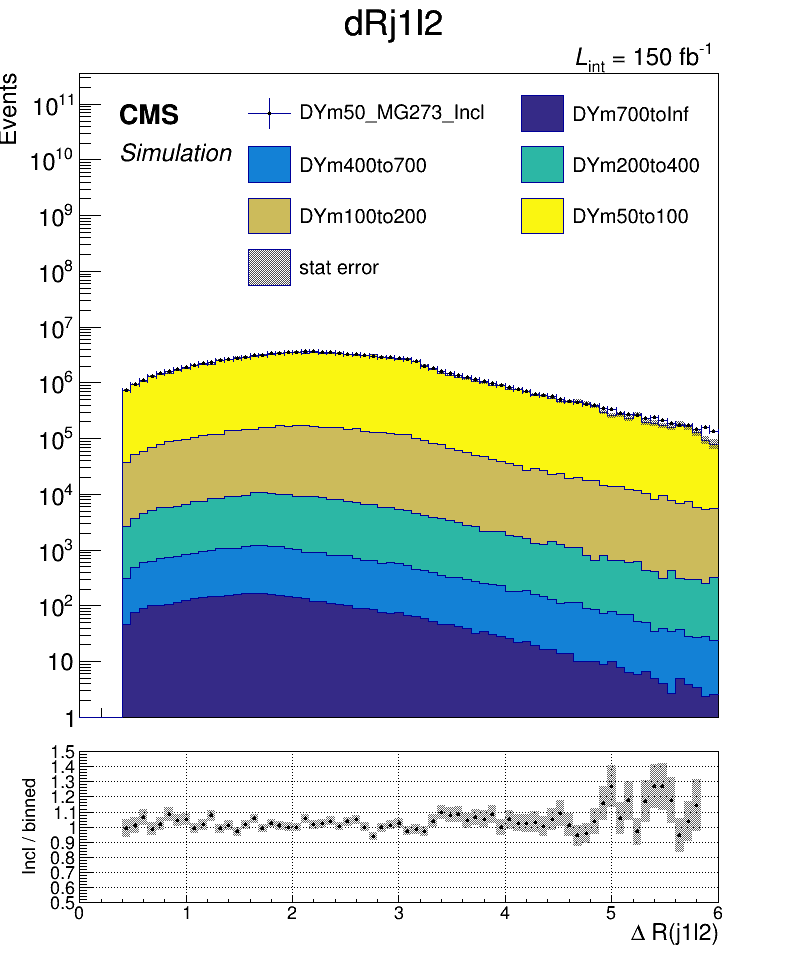 dRj1l2
L_int = 150 fb^-1
Events
CMS
Simulation
DYm50_MG273_Incl
DYm700toInf
DYm400to700
DYm200to400
DYm100to200
DYm50to100
stat error
10^11
10^10
10^9
10^8
10^7
10^6
10^5
10^4
10^3
10^2
10
1
Incl / binned
1.5
1.4
1.3
1.2
1.1
1
0.9
0.8
0.7
0.6
0.5
0 1 2 3 4 5 6
Δ R(j1l2)